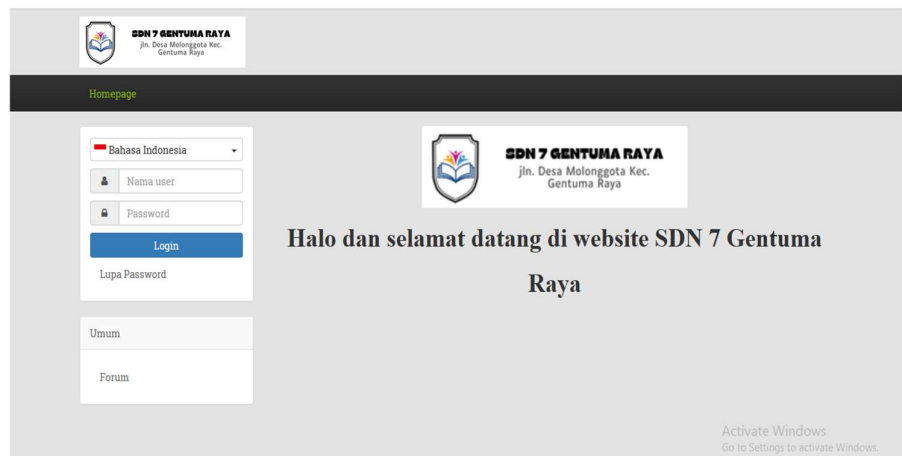 SDN 7 GENTUMA RAYA
jln. Desa Molonggota Kec.
Gentuma Raya
Homepage
Bahasa Indonesia
Nama user
Password
Login
Lupa Password
Umum
Forum
SDN 7 GENTUMA RAYA
jln. Desa Molonggota Kec.
Gentuma Raya
Halo dan selamat datang di website SDN 7 Gentuma
Raya
Activate Windows
Go to Settings to activate Windows.